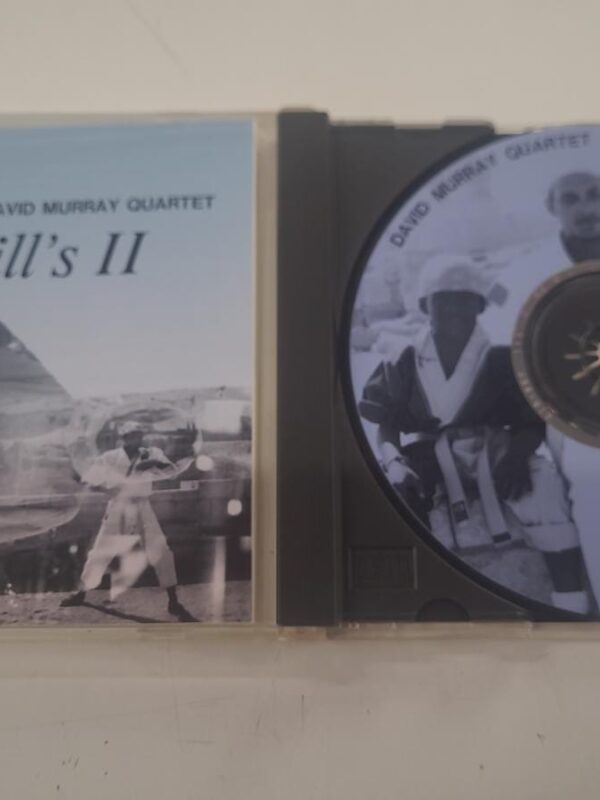 AVID MURRAY QUARTET
ill's II
DAVID MURRAY QUARTET